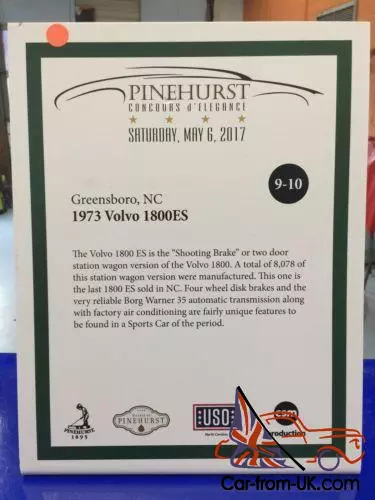 PINEHURST
CONCOURS d'ELEGANCE
SATURDAY, MAY 6, 2017
9-10
Greensboro, NC
1973 Volvo 1800ES
The Volvo 1800 ES is the "Shooting Brake" or two door
station wagon version of the Volvo 1800. A total of 8,078 of
this station wagon version were manufactured. This one is
the last 1800 ES sold in NC. Four wheel disk brakes and the
very reliable Borg Warner 35 automatic transmission along
with factory air conditioning are fairly unique features to
be found in a Sports Car of the period.
PINEHURST
1895
PINEHURST
USO
North Carolina
production
Car-from-UK.com